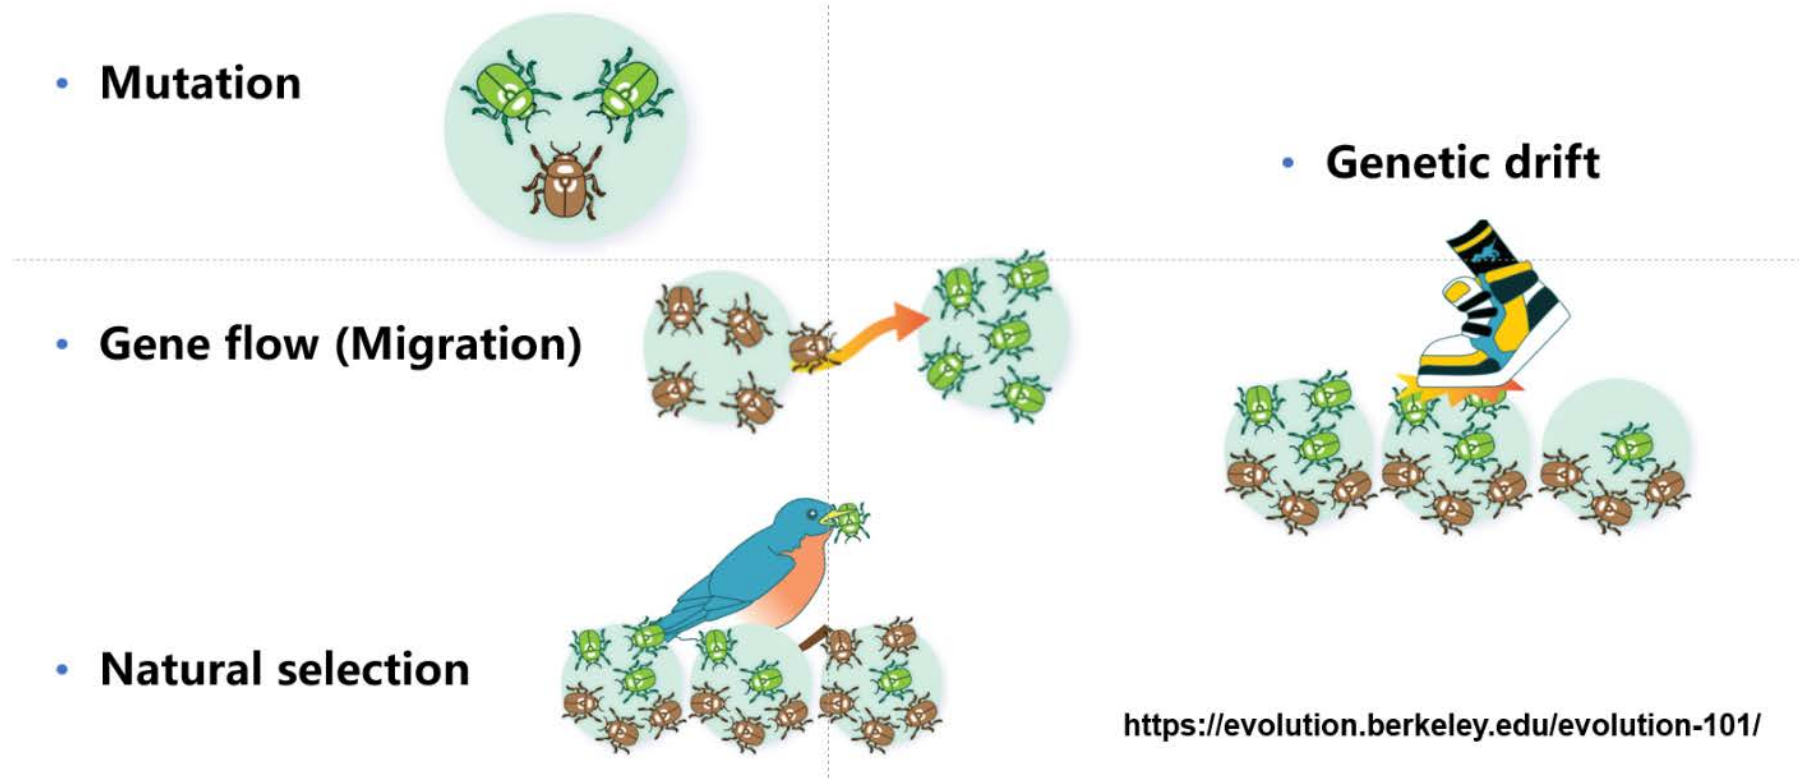 • Mutation
• Genetic drift
• Gene flow (Migration)
• Natural selection
https://evolution.berkeley.edu/evolution-101/